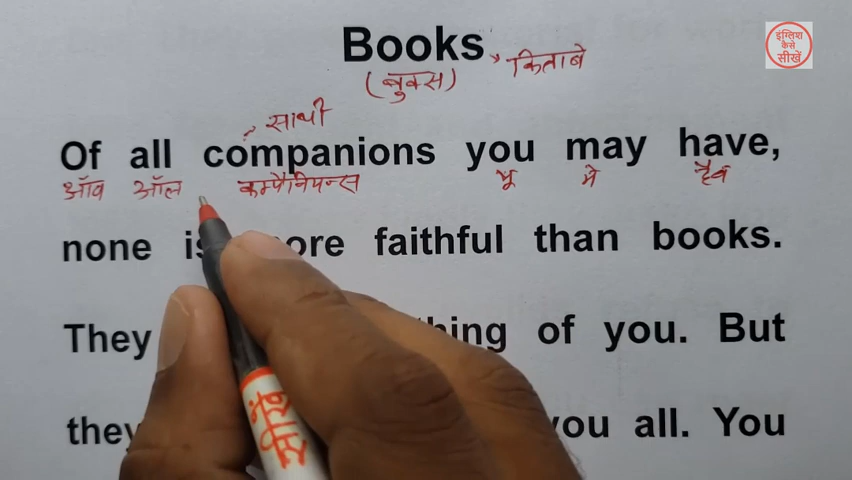 Books
(बुक्स) किताबे
इंग्लिश
कैसे
सीखें
साथी
Of all companions you may have,
ऑव ऑल कम्पैनियन्स यू मे हैव
none is more faithful than books.
They thing of you. But
they you all. You
सीखें